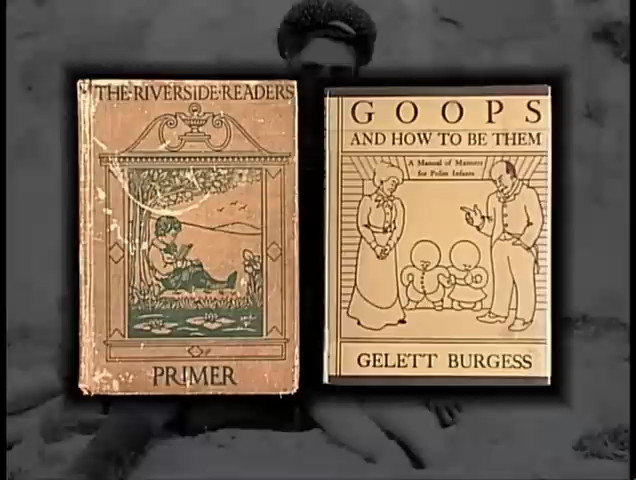 THE·RIVERSIDE·READERS
PRIMER
GOOPS
AND HOW TO BE THEM
A Manual of Manners
for Polite Infants
GELETT BURGESS